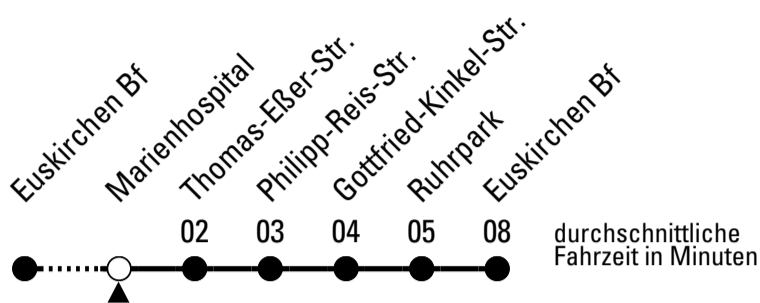 Euskirchen Bf
Marienhospital
Thomas-Eßer-Str.
Philipp-Reis-Str.
Gottfried-Kinkel-Str.
Ruhrpark
Euskirchen Bf
02 03 04 05 08
durchschnittliche
Fahrzeit in Minuten